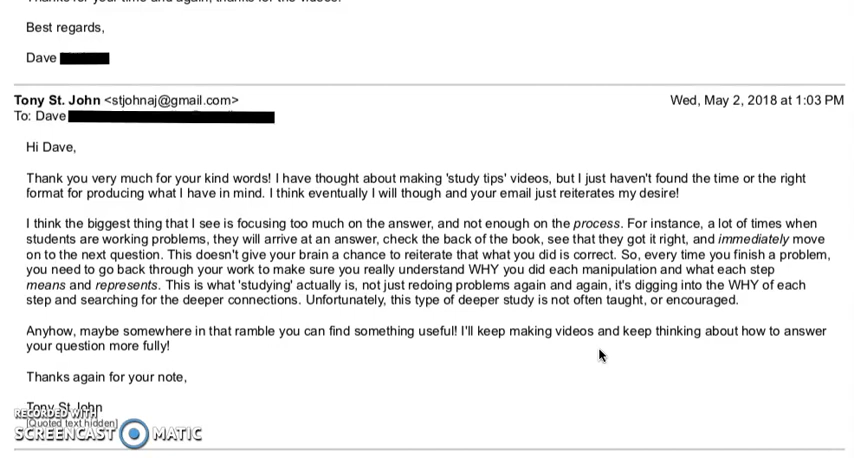 Best regards,
Dave
Tony St. John <stjohnaj@gmail.com> Wed, May 2, 2018 at 1:03 PM
To: Dave
Hi Dave,
Thank you very much for your kind words! I have thought about making 'study tips' videos, but I just haven't found the time or the right
format for producing what I have in mind. I think eventually I will though and your email just reiterates my desire!
I think the biggest thing that I see is focusing too much on the answer, and not enough on the process. For instance, a lot of times when
students are working problems, they will arrive at an answer, check the back of the book, see that they got it right, and immediately move
on to the next question. This doesn't give your brain a chance to reiterate that what you did is correct. So, every time you finish a problem,
you need to go back through your work to make sure you really understand WHY you did each manipulation and what each step
means and represents. This is what 'studying' actually is, not just redoing problems again and again, it's digging into the WHY of each
step and searching for the deeper connections. Unfortunately, this type of deeper study is not often taught, or encouraged.
Anyhow, maybe somewhere in that ramble you can find something useful! I'll keep making videos and keep thinking about how to answer
your question more fully!
Thanks again for your note,
Tony St. John
RECORDED WITH
[Quoted text hidden]
SCREENCAST MATIC